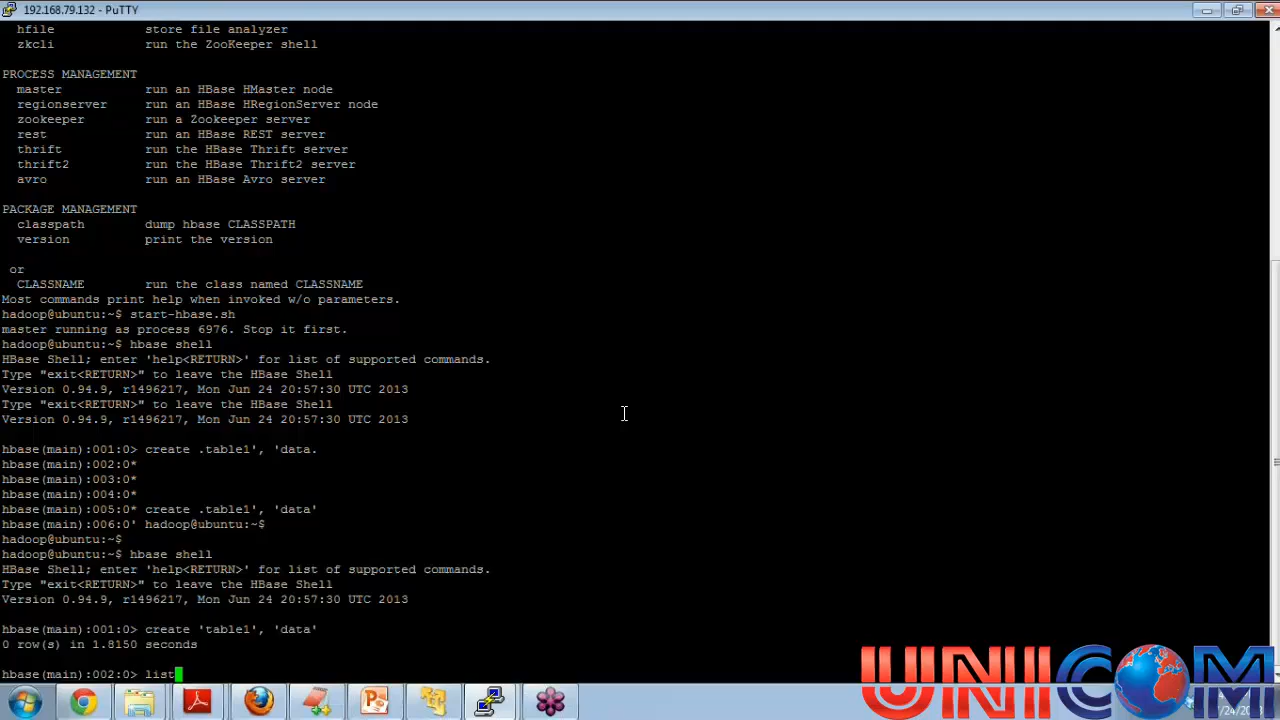 192.168.79.132 - PuTTY
hfile store file analyzer
zkcli run the ZooKeeper shell
PROCESS MANAGEMENT
master run an HBase HMaster node
regionserver run an HBase HRegionServer node
zookeeper run a Zookeeper server
rest run an HBase REST server
thrift run the HBase Thrift server
thrift2 run the HBase Thrift2 server
avro run an HBase Avro server
PACKAGE MANAGEMENT
classpath dump hbase CLASSPATH
version print the version
or
CLASSNAME run the class named CLASSNAME
Most commands print help when invoked w/o parameters.
hadoop@ubuntu:~$ start-hbase.sh
master running as process 6976. Stop it first.
hadoop@ubuntu:~$ hbase shell
HBase Shell; enter 'help<RETURN>' for list of supported commands.
Type "exit<RETURN>" to leave the HBase Shell
Version 0.94.9, r1496217, Mon Jun 24 20:57:30 UTC 2013
Type "exit<RETURN>" to leave the HBase Shell
Version 0.94.9, r1496217, Mon Jun 24 20:57:30 UTC 2013
hbase(main):001:0> create .table1', 'data.
hbase(main):002:0*
hbase(main):003:0*
hbase(main):004:0*
hbase(main):005:0* create .table1', 'data'
hbase(main):006:0' hadoop@ubuntu:~$
hadoop@ubuntu:~$
hadoop@ubuntu:~$ hbase shell
HBase Shell; enter 'help<RETURN>' for list of supported commands.
Type "exit<RETURN>" to leave the HBase Shell
Version 0.94.9, r1496217, Mon Jun 24 20:57:30 UTC 2013
hbase(main):001:0> create 'table1', 'data'
0 row(s) in 1.8150 seconds
hbase(main):002:0> list
UNICOM